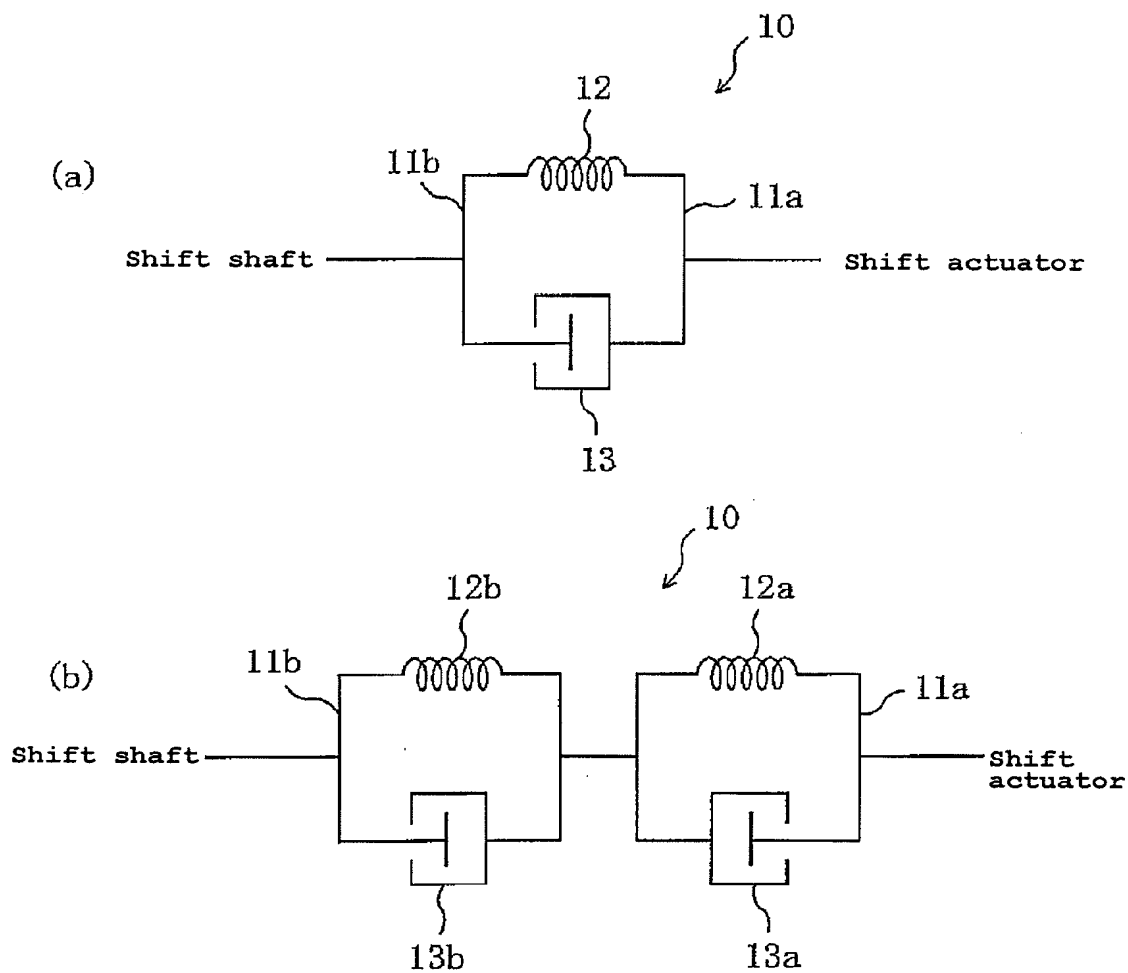 10
12
(a)
11b
11a
Shift shaft
Shift actuator
13
10
12b
12a
(b)
11b
11a
Shift shaft
Shift
actuator
13b
13a